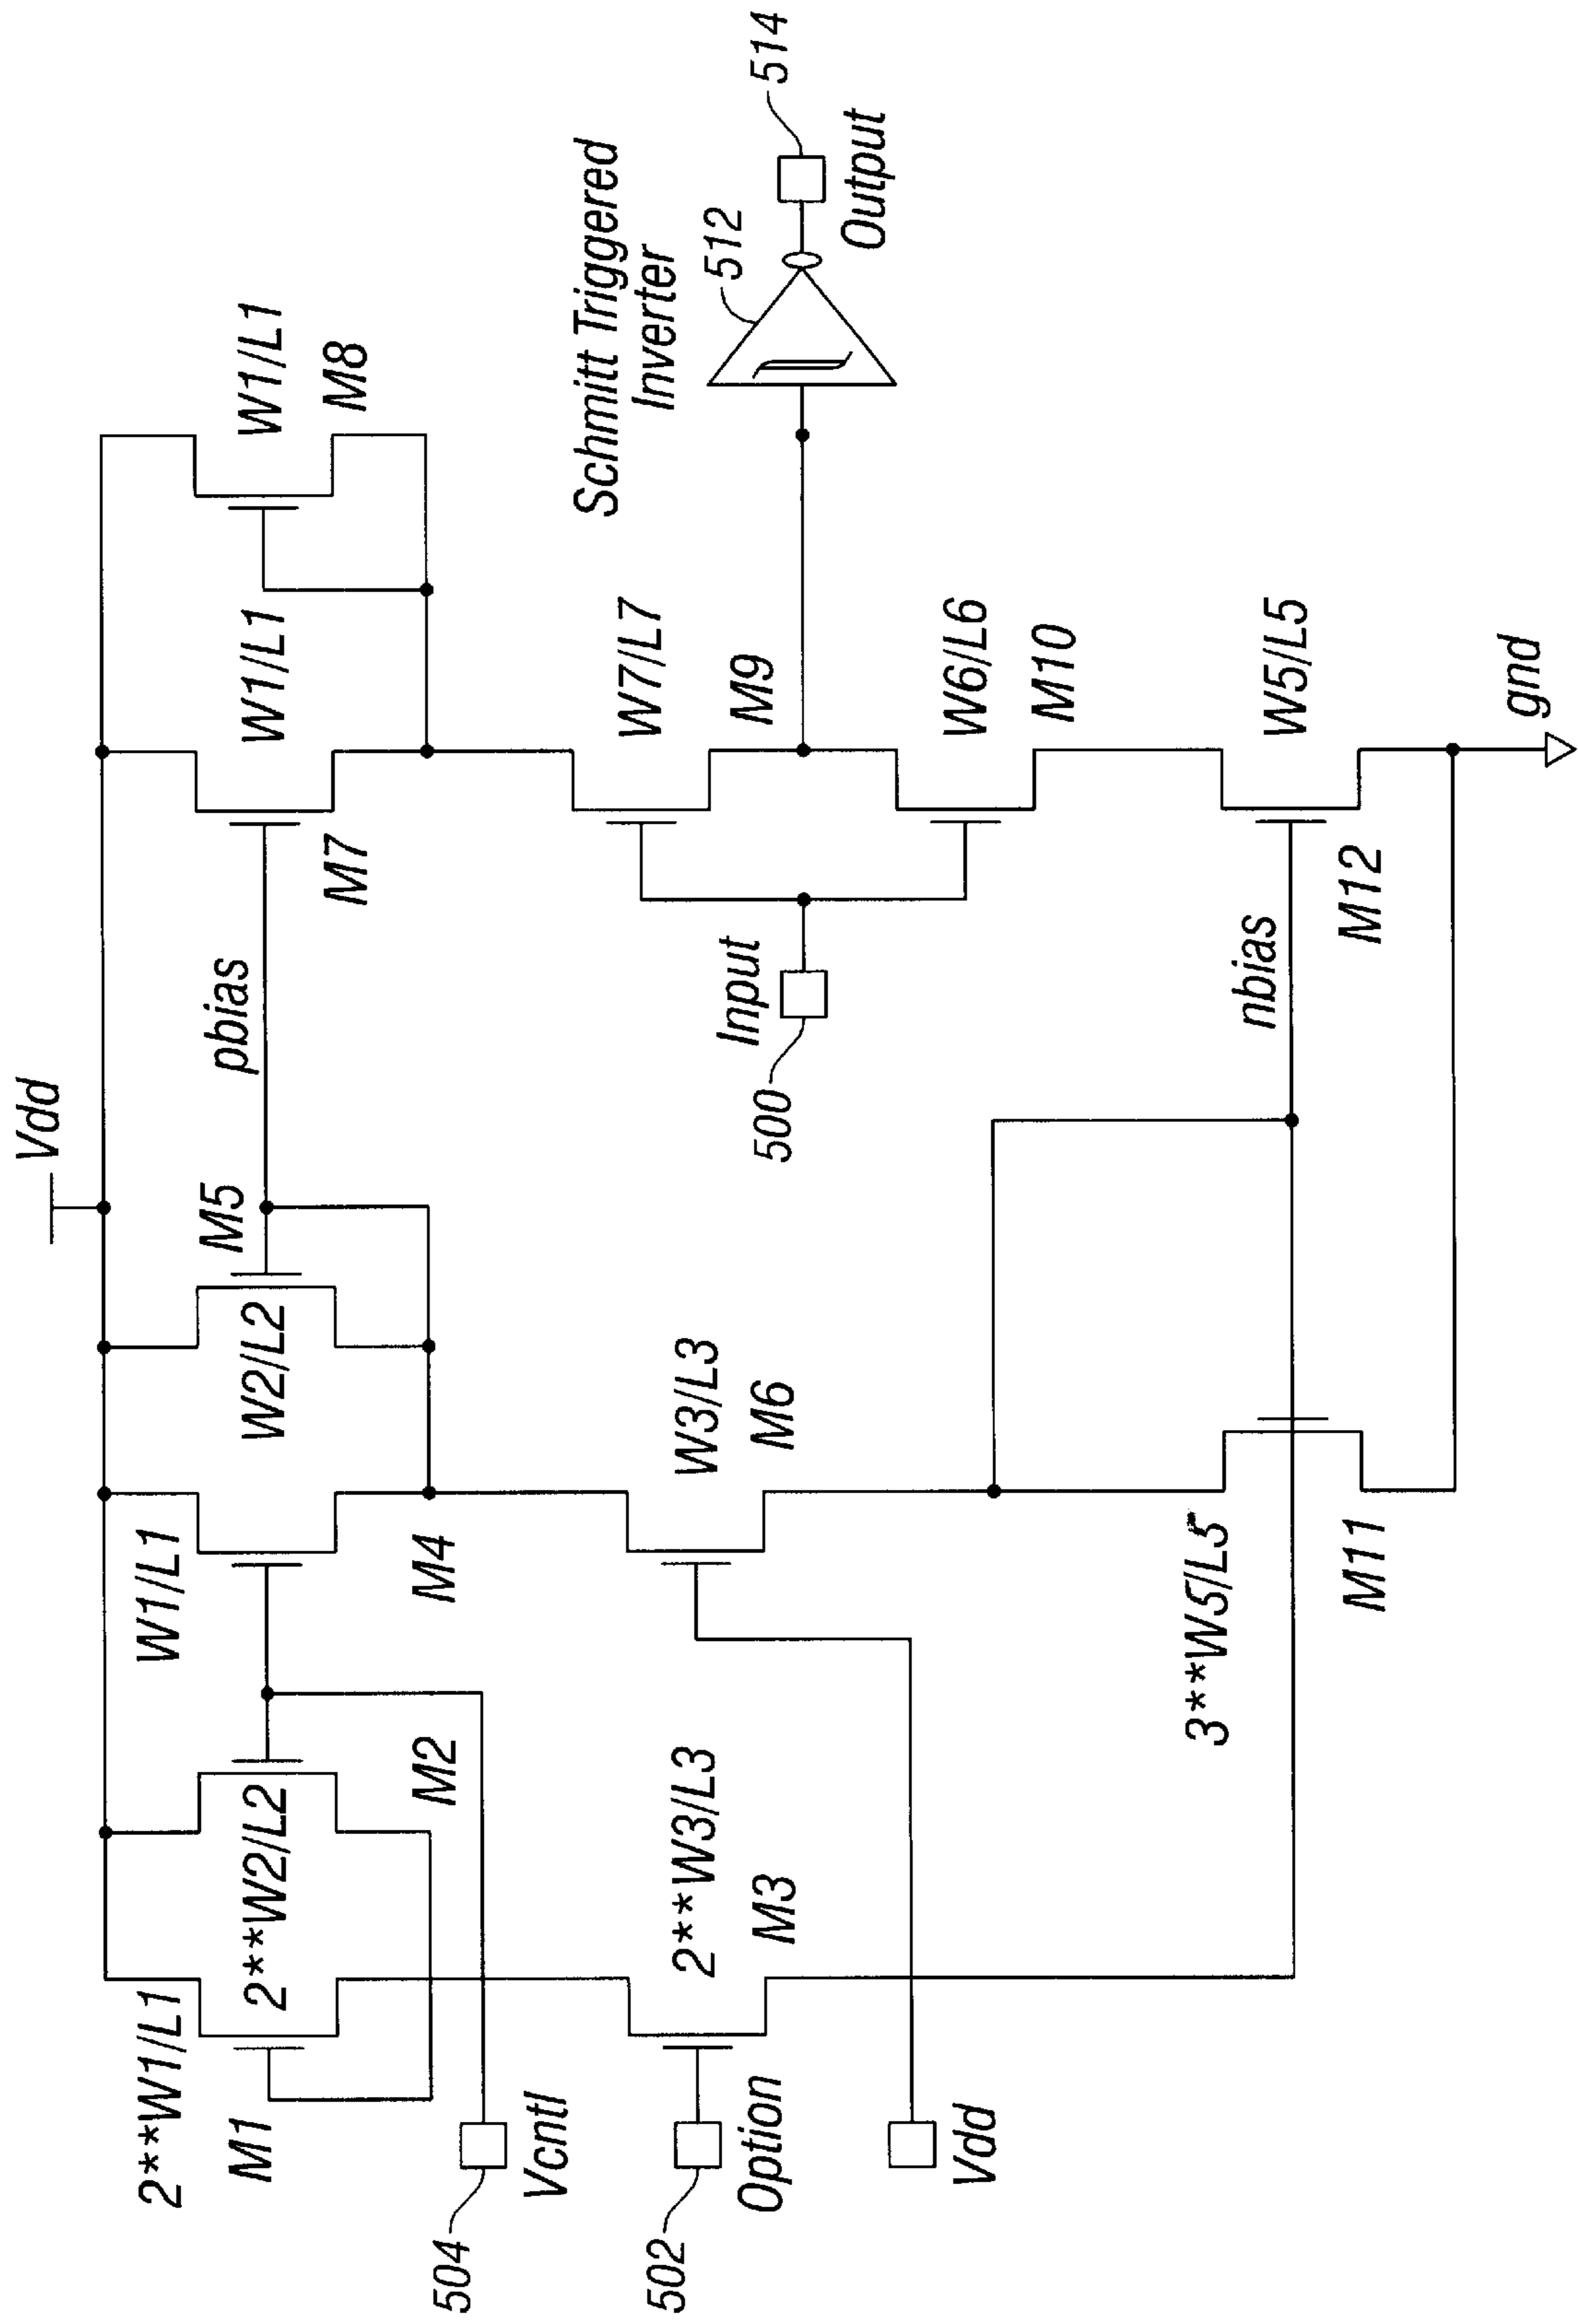 Vdd
2**W1/L1
M1
2**W2/L2
M2
W1/L1
M4
W2/L2
M5
pbias
W1/L1
M7
W1/L1
M8
504
Vcntl
502
Option
2**W3/L3
M3
Vdd
W3/L3
M6
500
Input
W7/L7
M9
W6/L6
M10
Schmitt Triggered
Inverter
512
514
Output
3**W5/L5
M11
nbias
W5/L5
M12
gnd